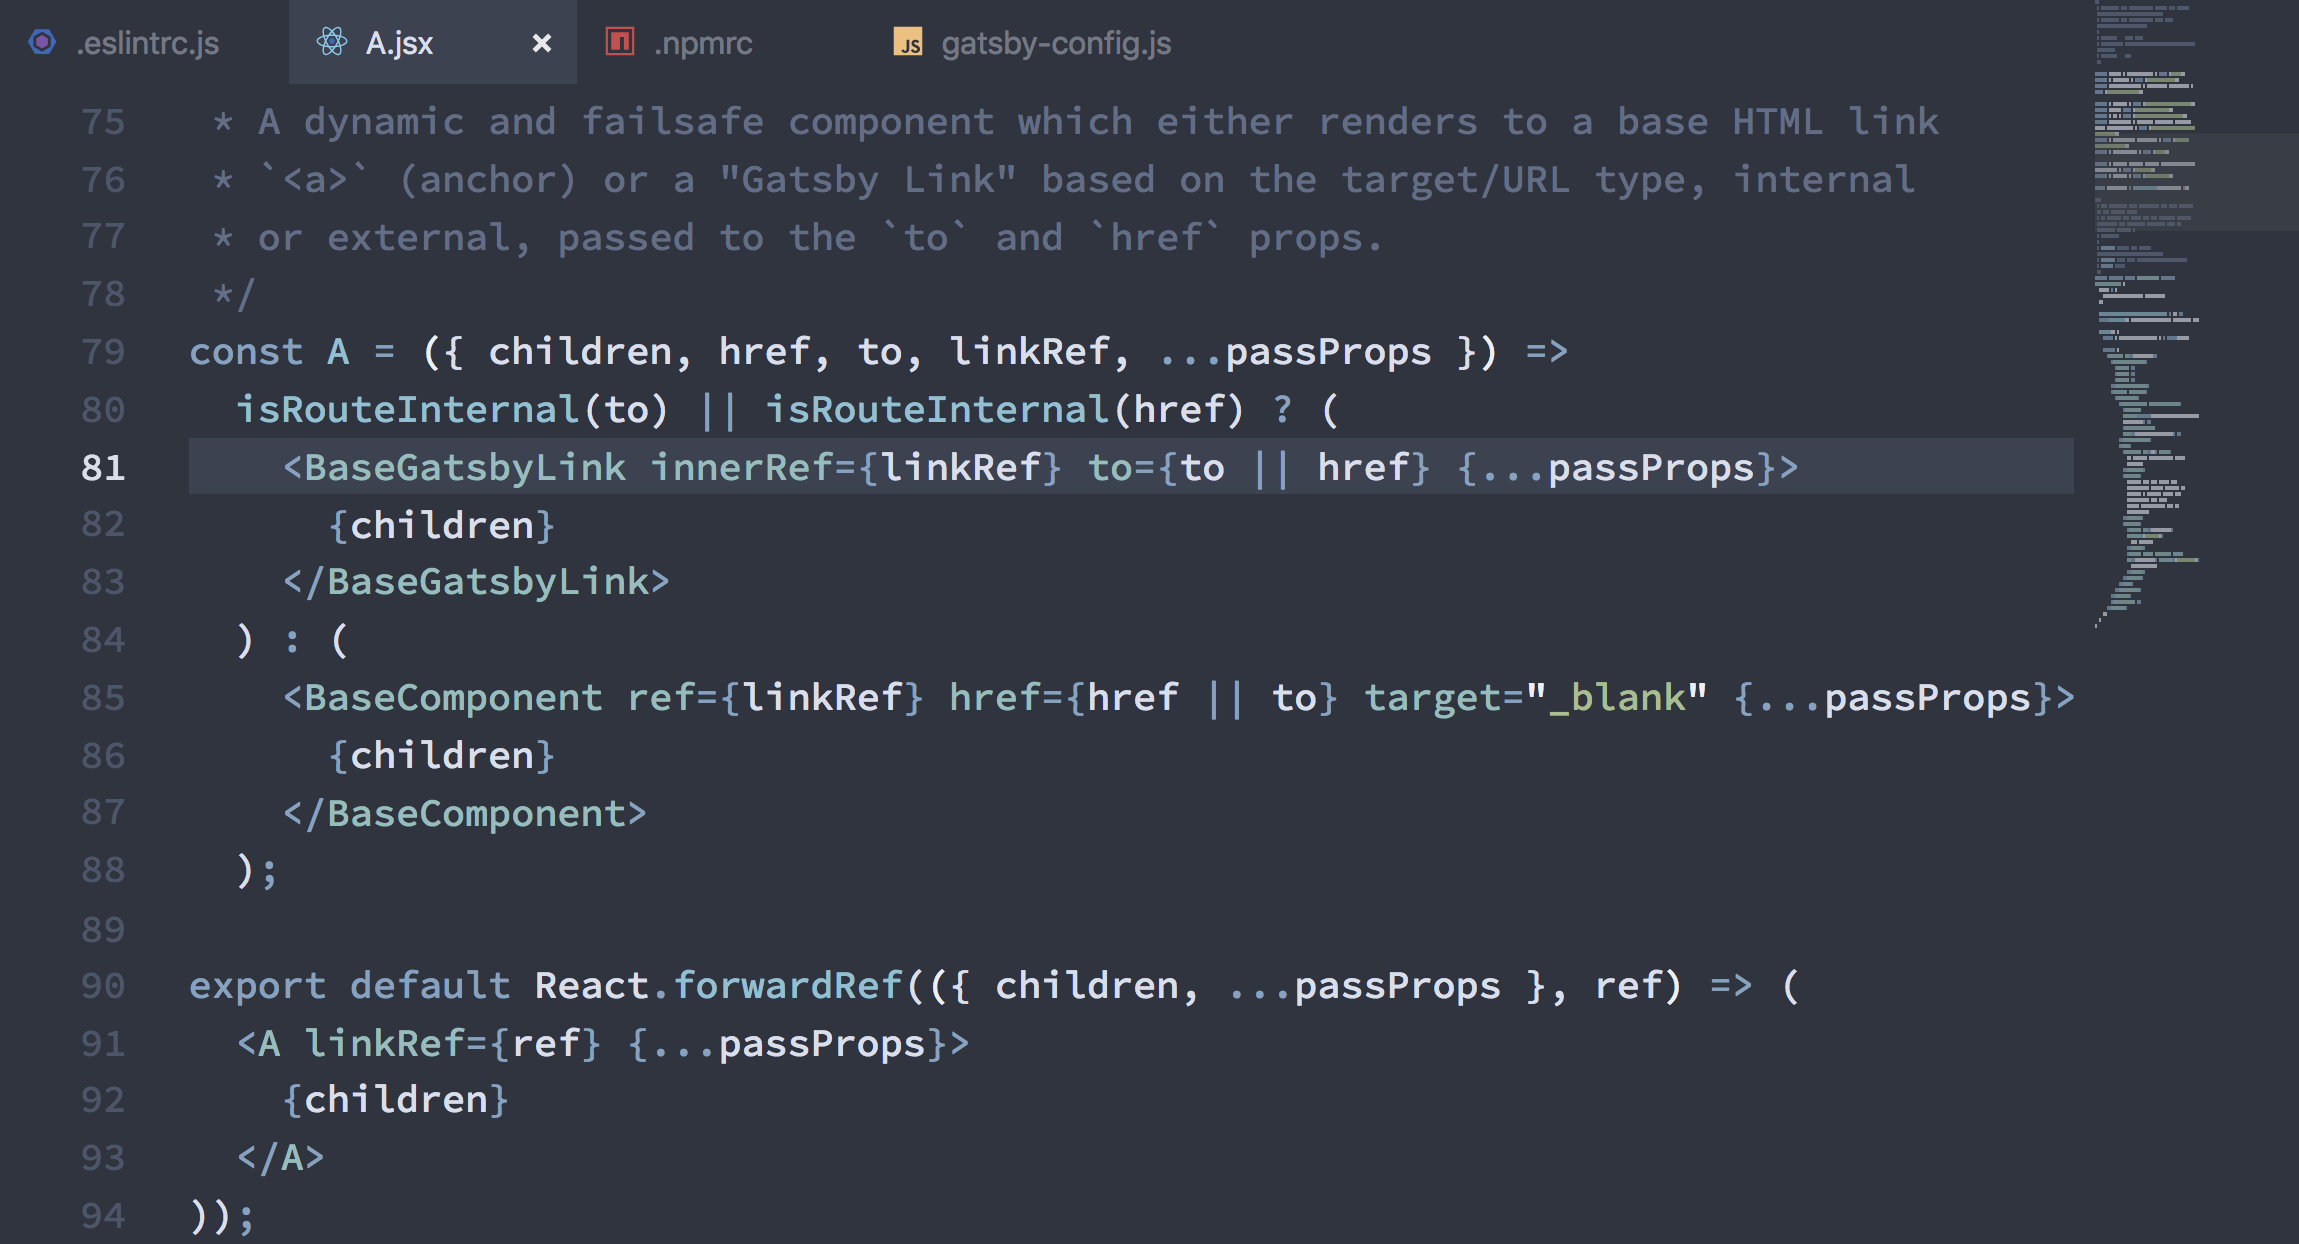 .eslintrc.js A.jsx × .npmrc JS gatsby-config.js
75 * A dynamic and failsafe component which either renders to a base HTML link
76 * `<a>` (anchor) or a "Gatsby Link" based on the target/URL type, internal
77 * or external, passed to the `to` and `href` props.
78 */
79 const A = ({ children, href, to, linkRef, ...passProps }) =>
80 isRouteInternal(to) || isRouteInternal(href) ? (
81 <BaseGatsbyLink innerRef={linkRef} to={to || href} {...passProps}>
82 {children}
83 </BaseGatsbyLink>
84 ) : (
85 <BaseComponent ref={linkRef} href={href || to} target="_blank" {...passProps}>
86 {children}
87 </BaseComponent>
88 );
89
90 export default React.forwardRef(({ children, ...passProps }, ref) => (
91 <A linkRef={ref} {...passProps}>
92 {children}
93 </A>
94 ));